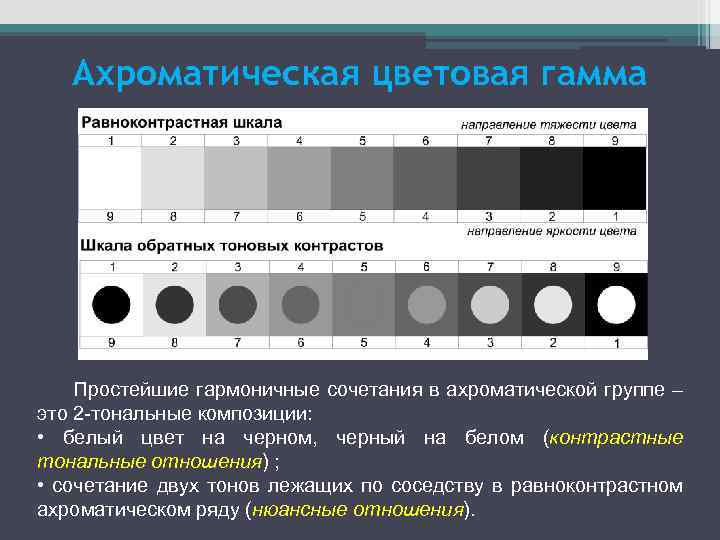 Ахроматическая цветовая гамма
Равноконтрастная шкала направление тяжести цвета
1 2 3 4 5 6 7 8 9
9 8 7 6 5 4 3 2 1
направление яркости цвета
Шкала обратных тоновых контрастов
1 2 3 4 5 6 7 8 9
9 8 7 6 5 4 3 2 1
Простейшие гармоничные сочетания в ахроматической группе –
это 2-тональные композиции:
• белый цвет на черном, черный на белом (контрастные
тональные отношения) ;
• сочетание двух тонов лежащих по соседству в равноконтрастном
ахроматическом ряду (нюансные отношения).